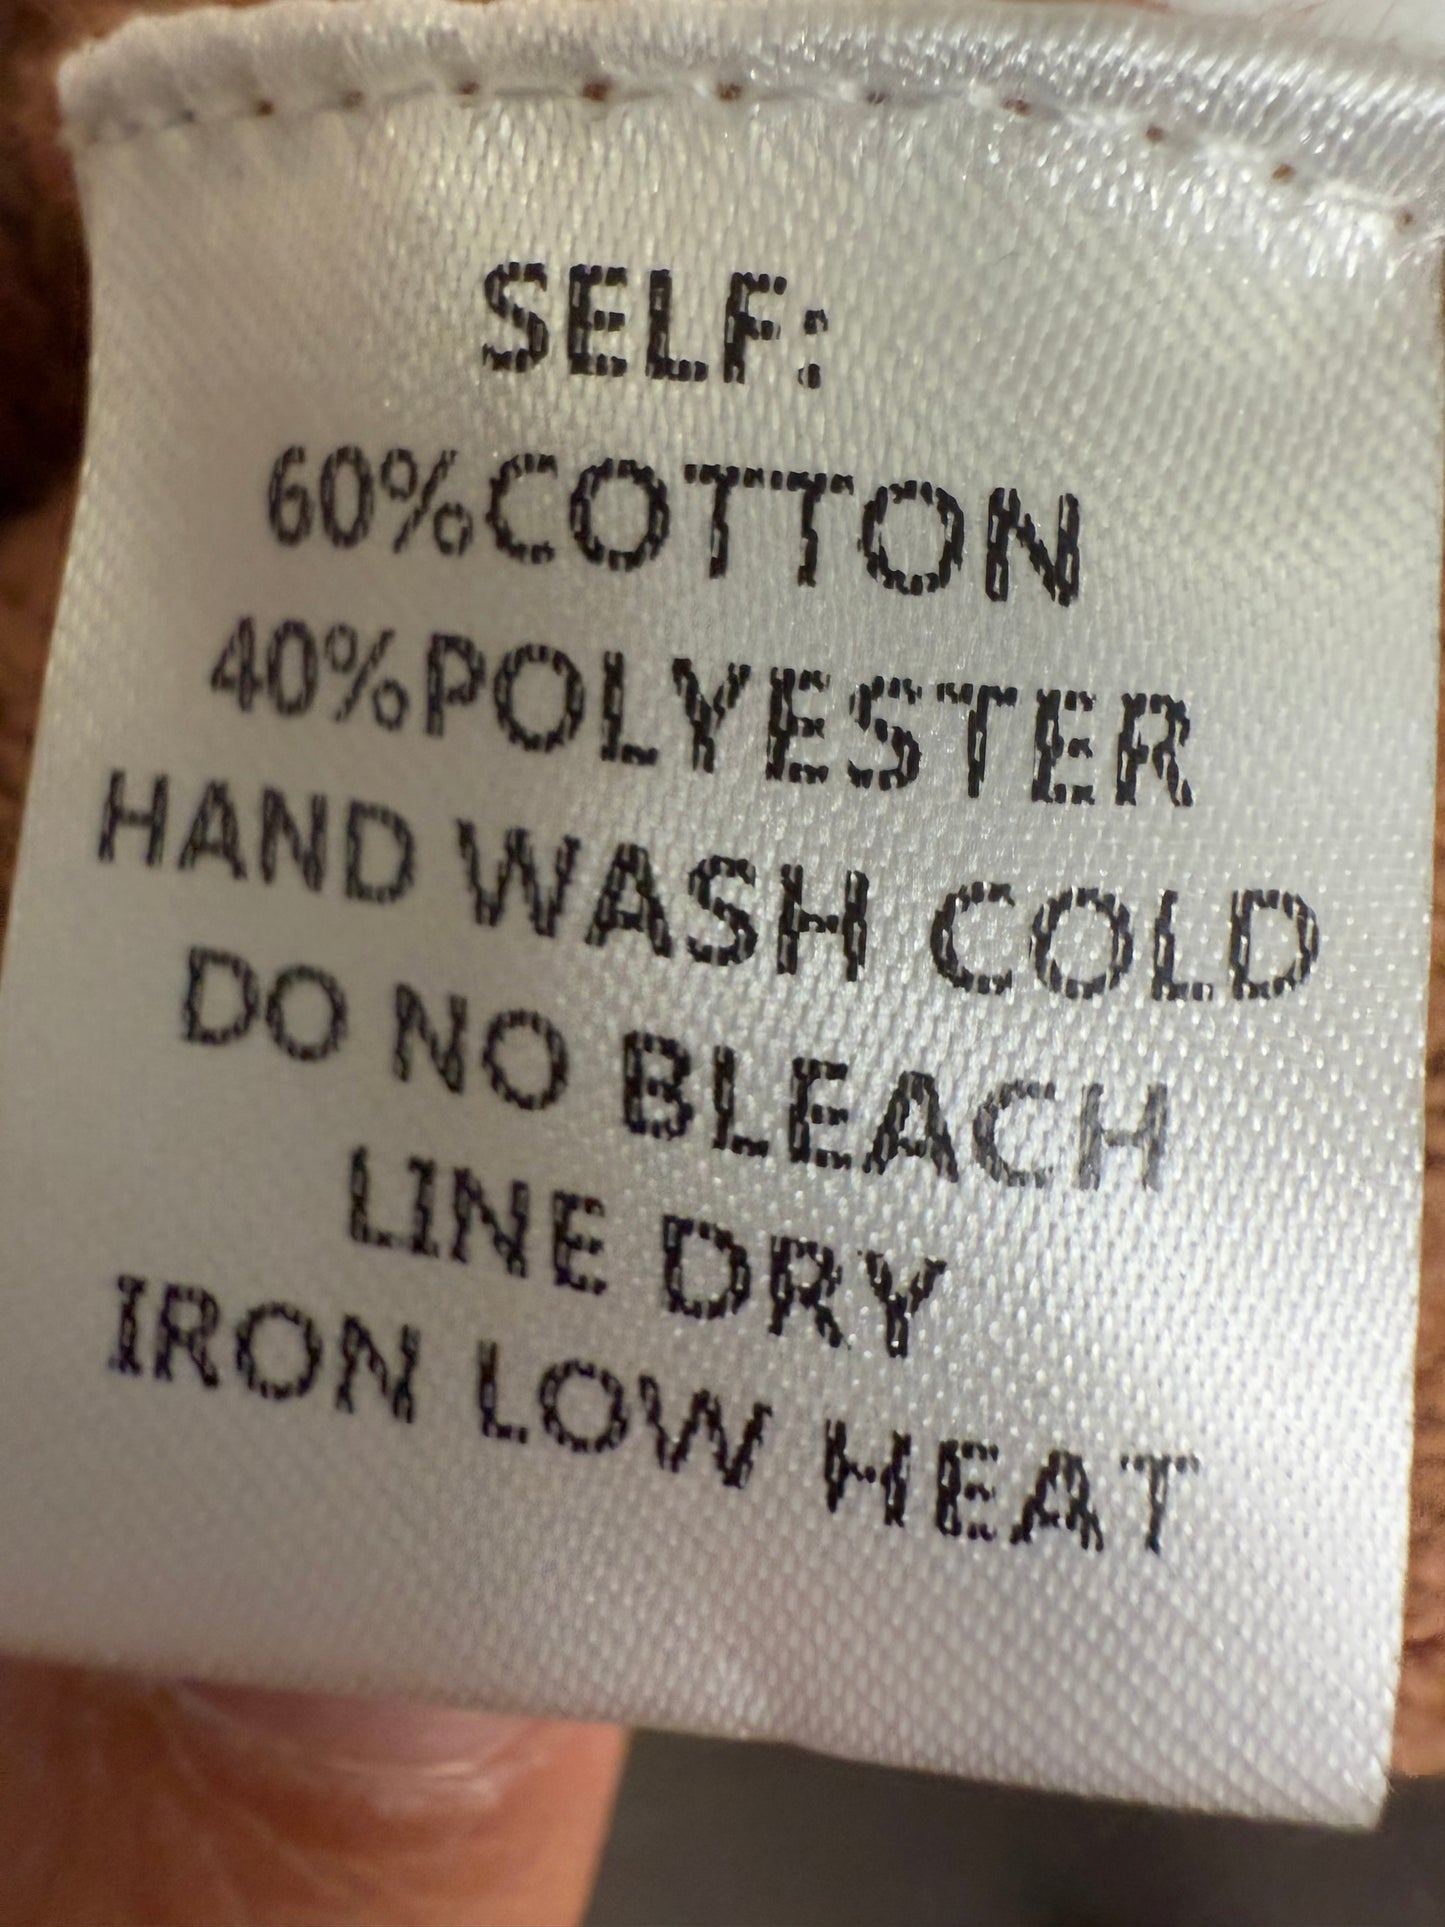 SELF:
60%COTTON
40%POLYESTER
HAND WASH COLD
DO NO BLEACH
LINE DRY
IRON LOW HEAT